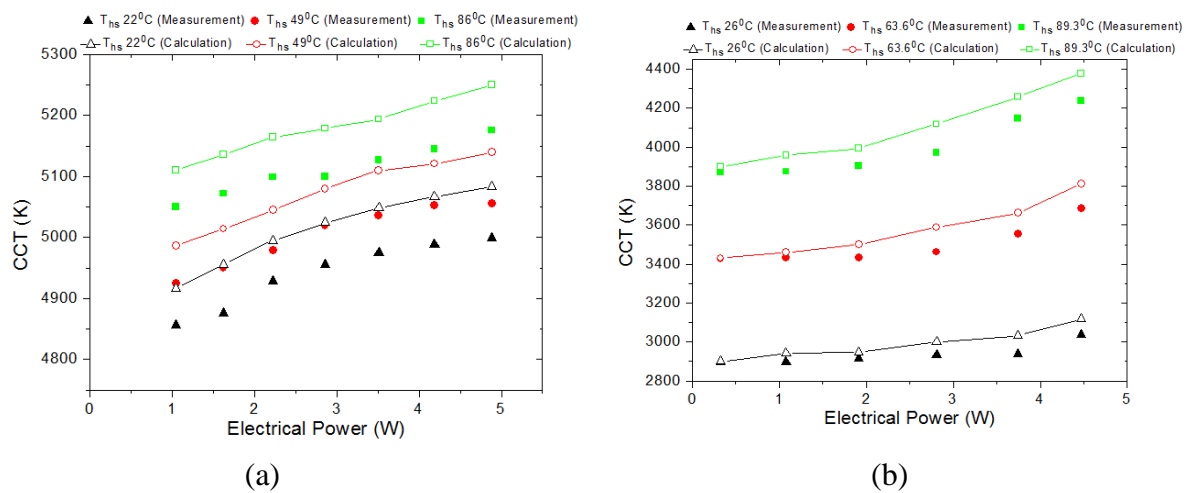 T hs 22⁰C (Measurement) T hs 49⁰C (Measurement) T hs 86⁰C (Measurement)
T hs 22⁰C (Calculation) T hs 49⁰C (Calculation) T hs 86⁰C (Calculation)
5300
5200
5100
5000
4900
4800
CCT (K)
0 1 2 3 4 5
Electrical Power (W)
(a)
T hs 26⁰C (Measurement) T hs 63.6⁰C (Measurement) T hs 89.3⁰C (Measurement)
T hs 26⁰C (Calculation) T hs 63.6⁰C (Calculation) T hs 89.3⁰C (Calculation)
4400
4200
4000
3800
3600
3400
3200
3000
2800
CCT (K)
0 1 2 3 4 5
Electrical Power (W)
(b)